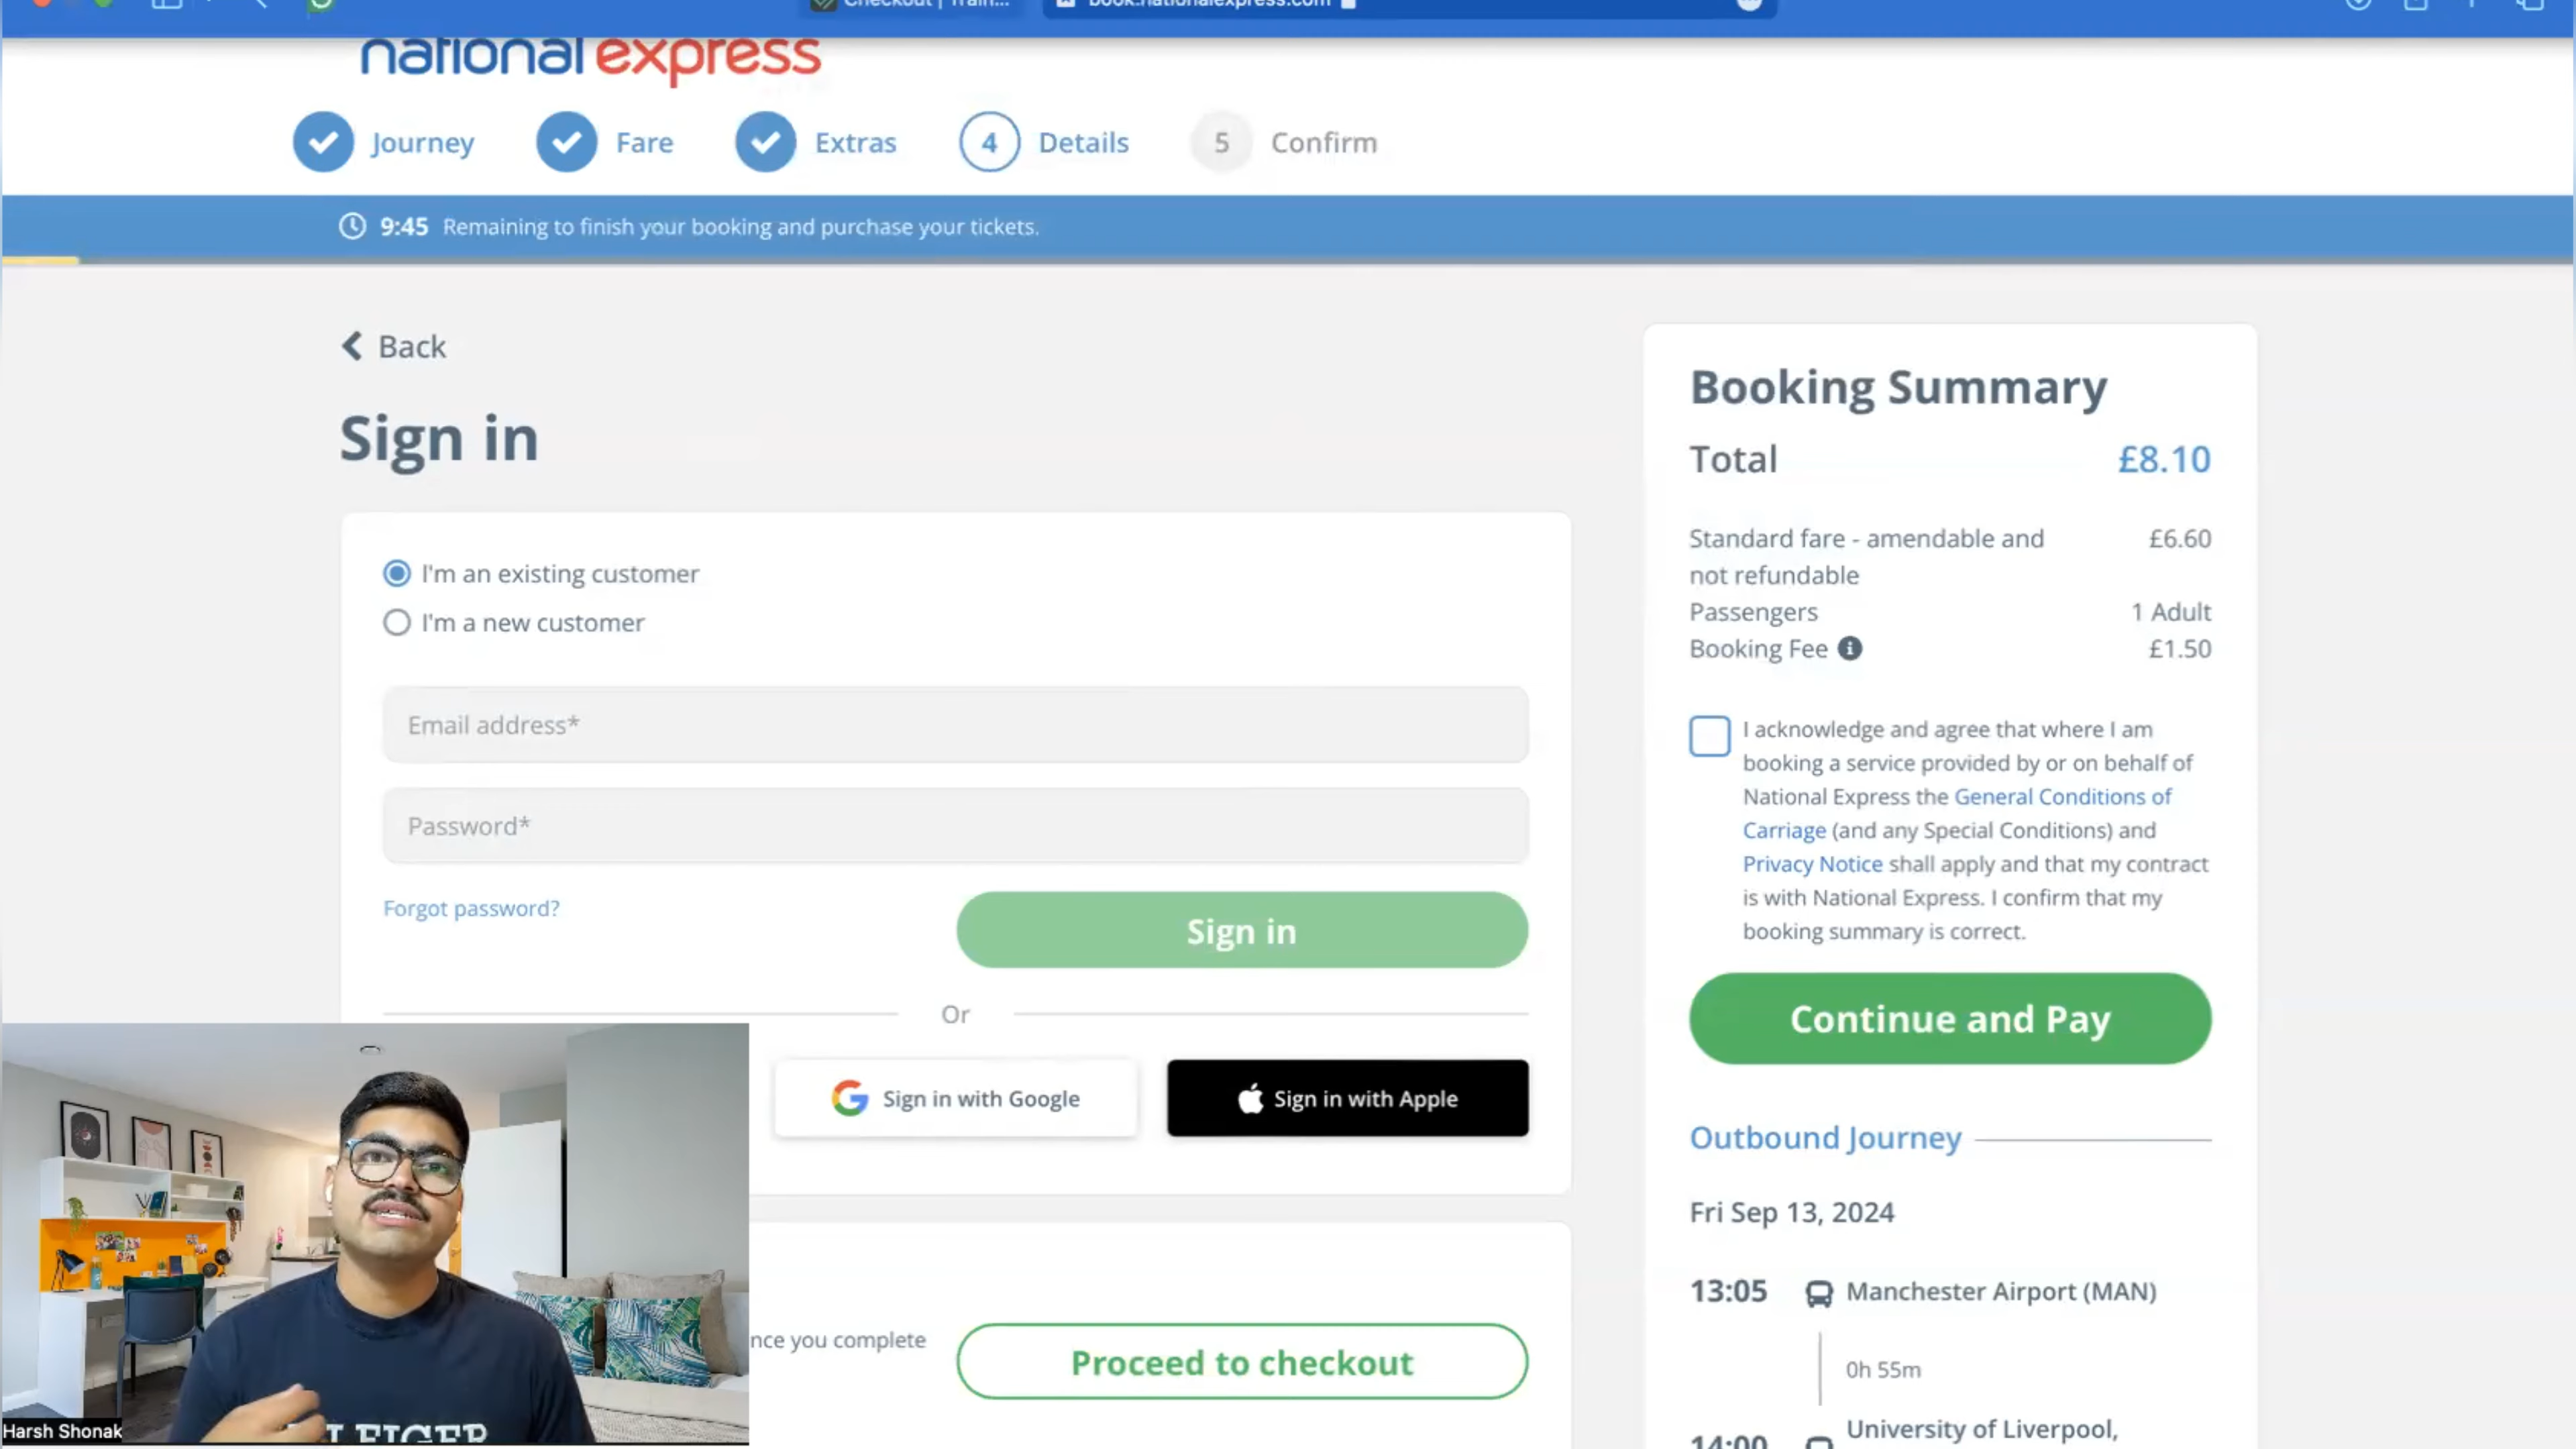 Checkout | Train...
book.nationalexpress.com
national express
Journey
Fare
Extras
4 Details
5 Confirm
9:45 Remaining to finish your booking and purchase your tickets.
Back
Sign in
I'm an existing customer
I'm a new customer
Email address*
Password*
Forgot password?
Sign in
Or
Sign in with Google
Sign in with Apple
nce you complete
Proceed to checkout
Harsh Shonak
Booking Summary
Total £8.10
Standard fare - amendable and £6.60
not refundable
Passengers 1 Adult
Booking Fee £1.50
I acknowledge and agree that where I am
booking a service provided by or on behalf of
National Express the General Conditions of
Carriage (and any Special Conditions) and
Privacy Notice shall apply and that my contract
is with National Express. I confirm that my
booking summary is correct.
Continue and Pay
Outbound Journey
Fri Sep 13, 2024
13:05 Manchester Airport (MAN)
0h 55m
14:00 University of Liverpool,